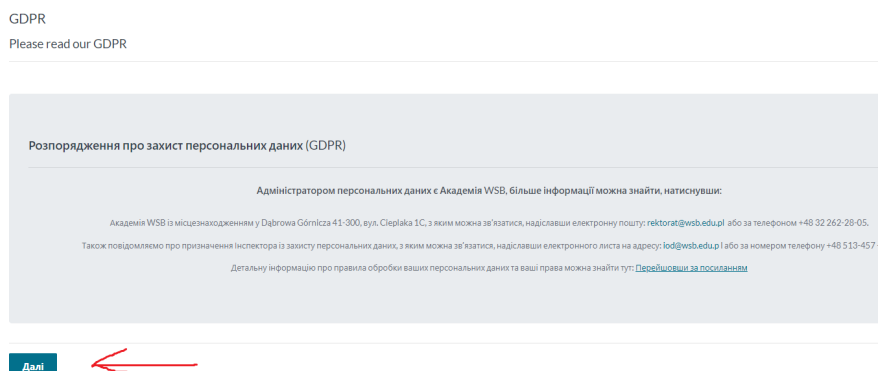 GDPR
Please read our GDPR
Розпорядження про захист персональних даних (GDPR)
Адміністратором персональних даних є Академія WSB, більше інформації можна знайти, натиснувши:
Академія WSB із місцезнаходженням у Dąbrowa Górnicza 41-300, вул. Cieplaka 1C, з яким можна зв'язатися, надіславши електронну пошту: rektorat@wsb.edu.pl або за телефоном +48 32 262-28-05.
Також повідомляємо про призначення Інспектора із захисту персональних даних, з яким можна зв'язатися, надіславши електронного листа на адресу: iod@wsb.edu.p l або за номером телефону +48 513-457
Детальну інформацію про правила обробки ваших персональних даних та ваші права можна знайти тут: Перейшовши за посиланням
Далі